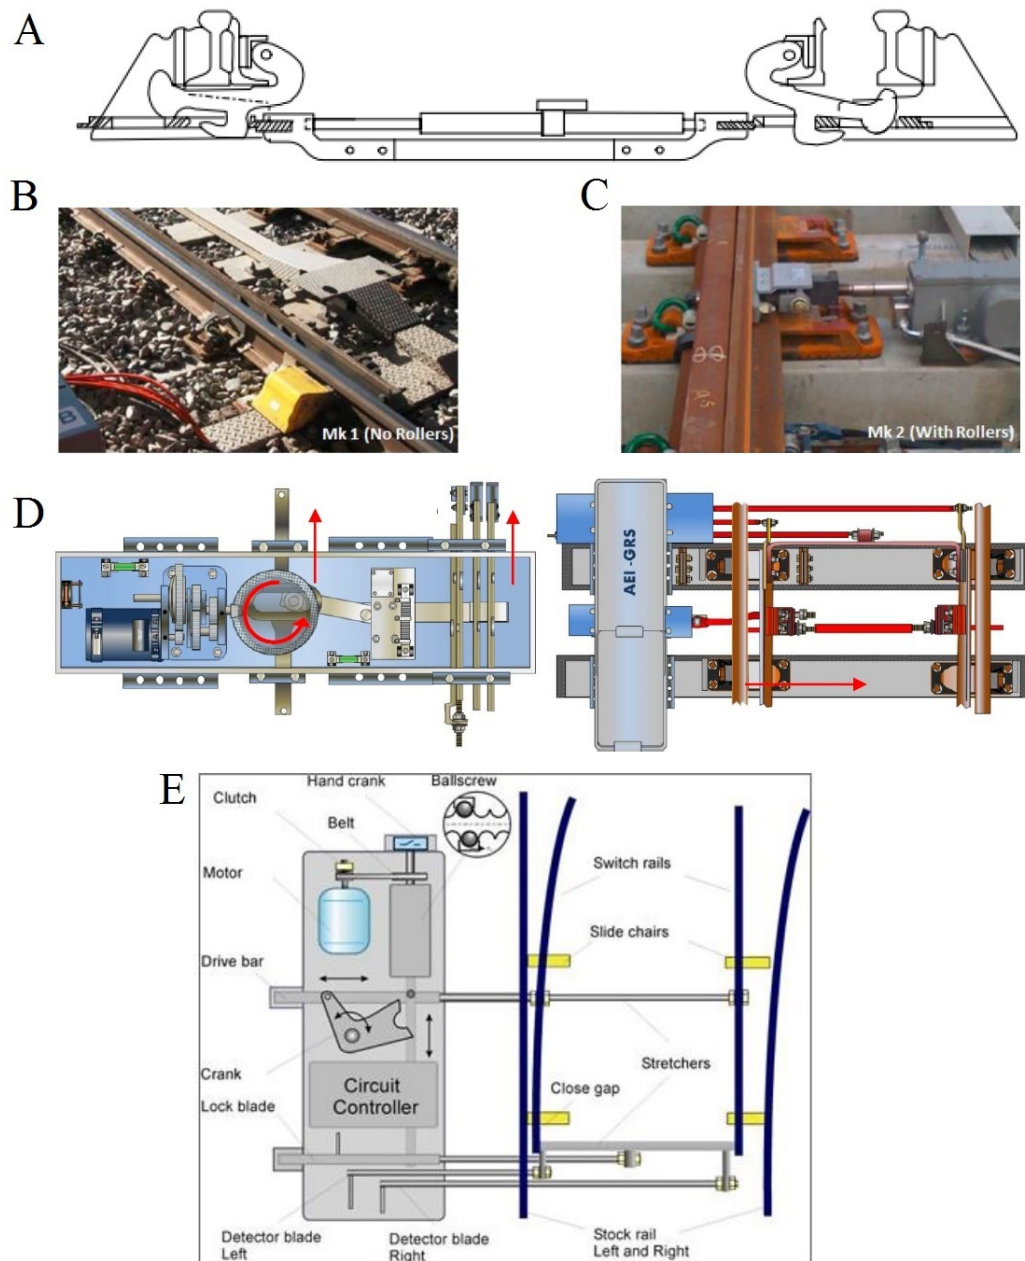 A
B
C
Mk 1 (No Rollers)
Mk 2 (With Rollers)
D
AEI -GRS
E
Hand crank
Ballscrew
Clutch
Belt
Motor
Switch rails
Slide chairs
Drive bar
Stretchers
Crank
Close gap
Circuit
Controller
Lock blade
Detector blade
Left
Detector blade
Right
Stock rail
Left and Right